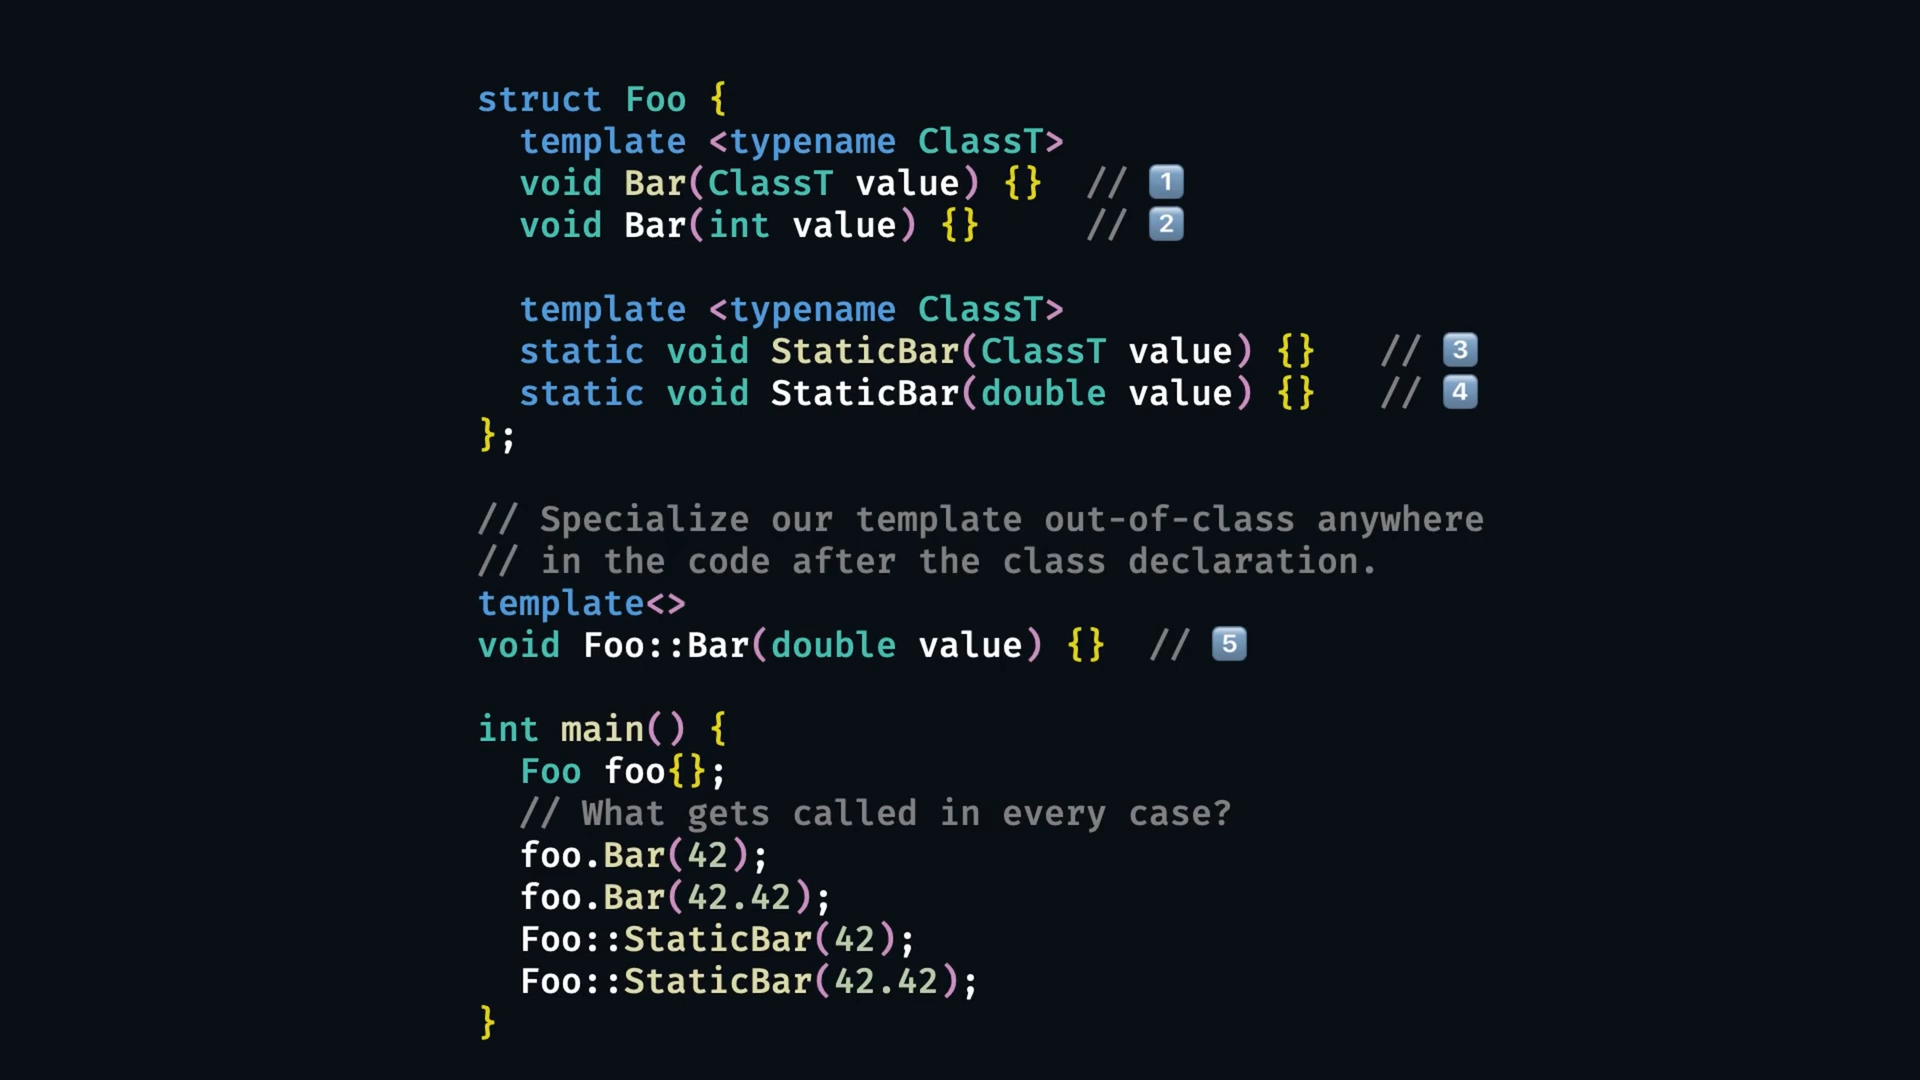 struct Foo {
  template <typename ClassT>
  void Bar(ClassT value) {}  // 1️⃣
  void Bar(int value) {}     // 2️⃣

  template <typename ClassT>
  static void StaticBar(ClassT value) {}   // 3️⃣
  static void StaticBar(double value) {}   // 4️⃣
};

// Specialize our template out-of-class anywhere
// in the code after the class declaration.
template<>
void Foo::Bar(double value) {}  // 5️⃣

int main() {
  Foo foo{};
  // What gets called in every case?
  foo.Bar(42);
  foo.Bar(42.42);
  Foo::StaticBar(42);
  Foo::StaticBar(42.42);
}